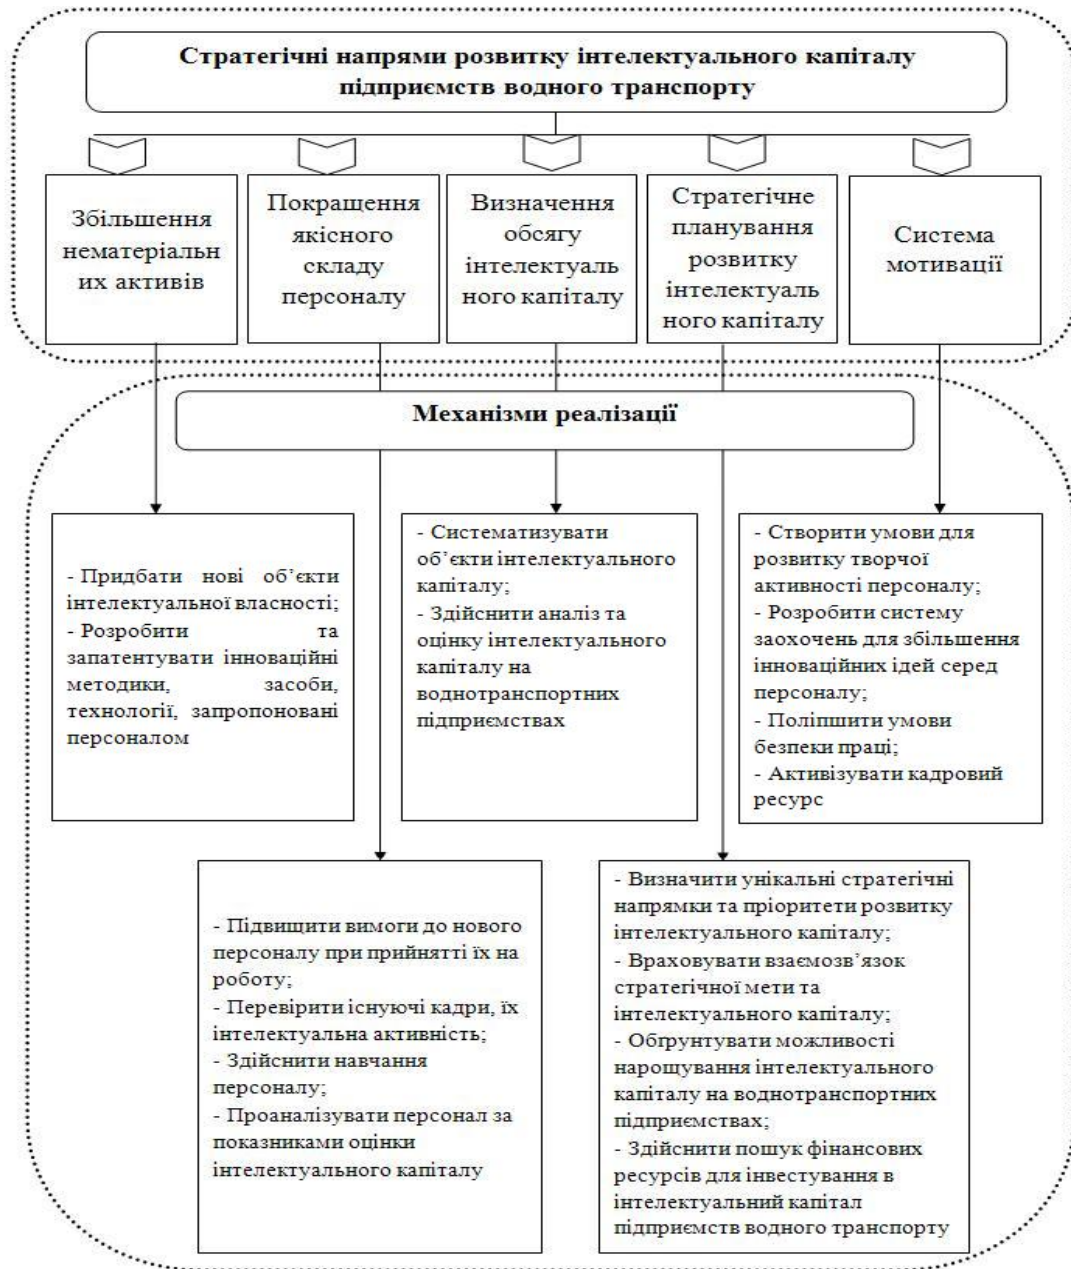 Стратегічні напрями розвитку інтелектуального капіталу
підприємств водного транспорту
Збільшення
нематеріальн
их активів
Покращення
якісного
складу
персоналу
Визначення
обсягу
інтелектуаль
ного капіталу
Стратегічне
планування
розвитку
інтелектуаль
ного капіталу
Система
мотивації
Механізми реалізації
- Придбати нові об’єкти
інтелектуальної власності;
- Розробити та
запатентувати інноваційні
методики, засоби,
технології, запропоновані
персоналом
- Систематизувати
об’єкти інтелектуального
капіталу;
- Здійснити аналіз та
оцінку інтелектуального
капіталу на
воднотранспортних
підприємствах
- Створити умови для
розвитку творчої
активності персоналу;
- Розробити систему
заохочень для збільшення
інноваційних ідей серед
персоналу;
- Поліпшити умови
безпеки праці;
- Активізувати кадровий
ресурс
- Підвищити вимоги до нового
персоналу при прийнятті їх на
роботу;
- Перевірити існуючі кадри, їх
інтелектуальна активність;
- Здійснити навчання
персоналу;
- Проаналізувати персонал за
показниками оцінки
інтелектуального капіталу
- Визначити унікальні стратегічні
напрямки та пріоритети розвитку
інтелектуального капіталу;
- Враховувати взаємозв’язок
стратегічної мети та
інтелектуального капіталу;
- Обґрунтувати можливості
нарощування інтелектуального
капіталу на воднотранспортних
підприємствах;
- Здійснити пошук фінансових
ресурсів для інвестування в
інтелектуальний капітал
підприємств водного транспорту